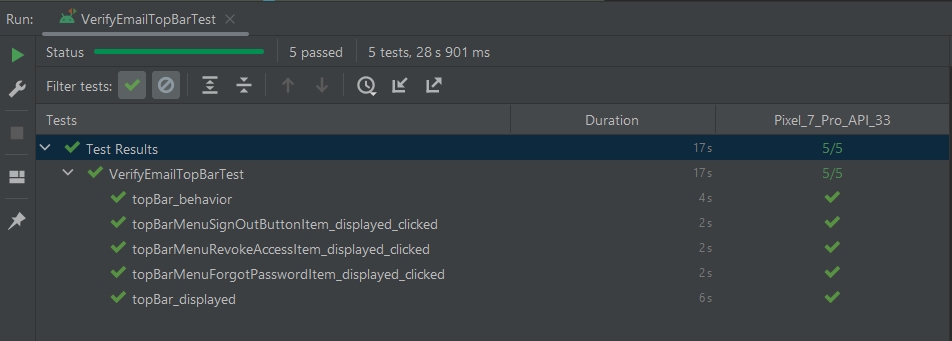 Run: VerifyEmailTopBarTest
Status 5 passed 5 tests, 28 s 901 ms
Filter tests:
Tests Duration Pixel_7_Pro_API_33
Test Results 17 s 5/5
VerifyEmailTopBarTest 17 s 5/5
topBar_behavior 4 s
topBarMenuSignOutButtonItem_displayed_clicked 2 s
topBarMenuRevokeAccessItem_displayed_clicked 2 s
topBarMenuForgotPasswordItem_displayed_clicked 2 s
topBar_displayed 6 s